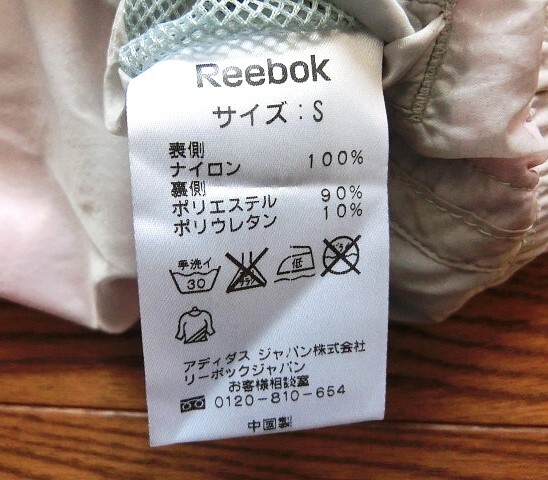 Reebok
サイズ:S
表側
ナイロン 100%
裏側
ポリエステル 90%
ポリウレタン 10%
手洗イ
30
低
アディダス ジャパン株式会社
リーボックジャパン
お客様相談室
0120-810-654
中国製